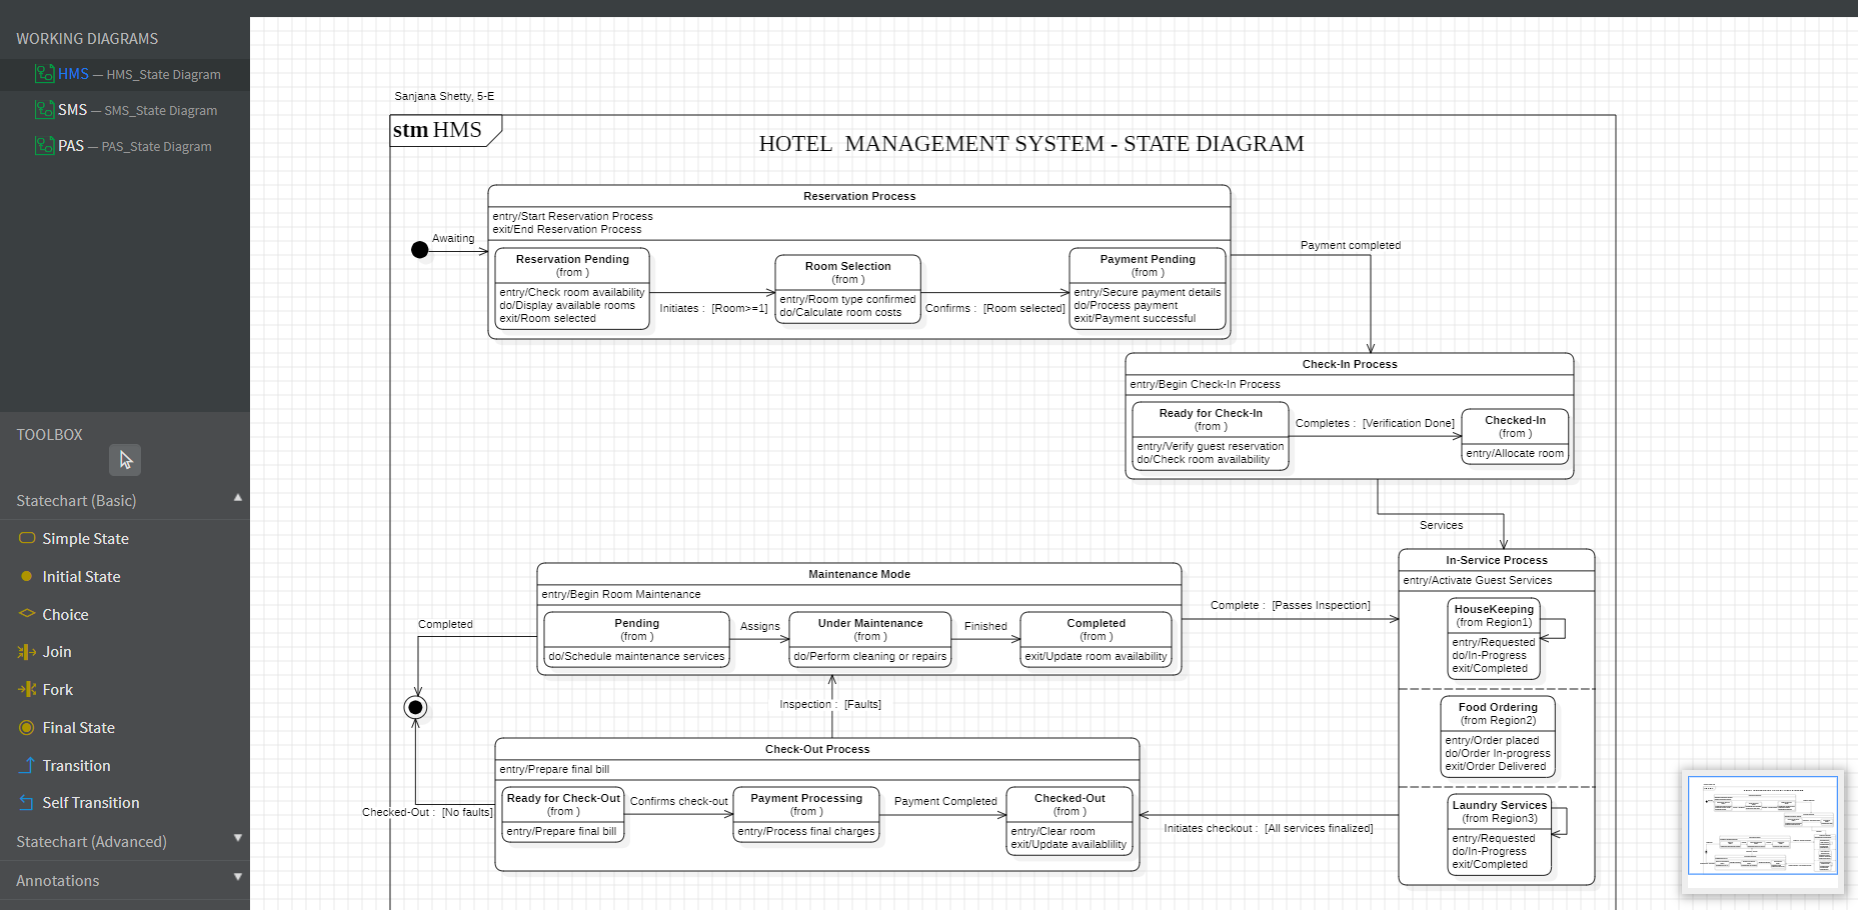 WORKING DIAGRAMS
HMS — HMS_State Diagram
SMS — SMS_State Diagram
PAS — PAS_State Diagram
TOOLBOX
Statechart (Basic)
Simple State
Initial State
Choice
Join
Fork
Final State
Transition
Self Transition
Statechart (Advanced)
Annotations
Sanjana Shetty, 5-E
stm HMS
HOTEL MANAGEMENT SYSTEM - STATE DIAGRAM
Reservation Process
entry/Start Reservation Process
exit/End Reservation Process
Awaiting
Reservation Pending
(from )
entry/Check room availability
do/Display available rooms
exit/Room selected
Initiates : [Room>=1]
Room Selection
(from )
entry/Room type confirmed
do/Calculate room costs
Confirms : [Room selected]
Payment Pending
(from )
entry/Secure payment details
do/Process payment
exit/Payment successful
Payment completed
Check-In Process
entry/Begin Check-In Process
Ready for Check-In
(from )
entry/Verify guest reservation
do/Check room availability
Completes : [Verification Done]
Checked-In
(from )
entry/Allocate room
Services
In-Service Process
entry/Activate Guest Services
HouseKeeping
(from Region1)
entry/Requested
do/In-Progress
exit/Completed
Food Ordering
(from Region2)
entry/Order placed
do/Order In-progress
exit/Order Delivered
Laundry Services
(from Region3)
entry/Requested
do/In-Progress
exit/Completed
Maintenance Mode
entry/Begin Room Maintenance
Pending
(from )
do/Schedule maintenance services
Assigns
Under Maintenance
(from )
do/Perform cleaning or repairs
Finished
Completed
(from )
exit/Update room availability
Complete : [Passes Inspection]
Completed
Inspection : [Faults]
Check-Out Process
entry/Prepare final bill
Ready for Check-Out
(from )
entry/Prepare final bill
Confirms check-out
Payment Processing
(from )
entry/Process final charges
Payment Completed
Checked-Out
(from )
entry/Clear room
exit/Update availablility
Checked-Out : [No faults]
Initiates checkout : [All services finalized]